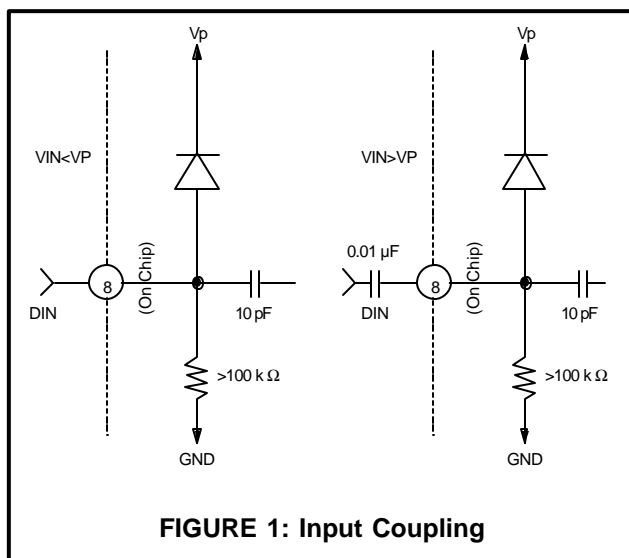 Vp
VIN<VP
DIN
8
(On Chip)
10 pF
>100 k Ω
GND
Vp
VIN>VP
0.01 µF
DIN
8
(On Chip)
10 pF
>100 k Ω
GND
FIGURE 1: Input Coupling